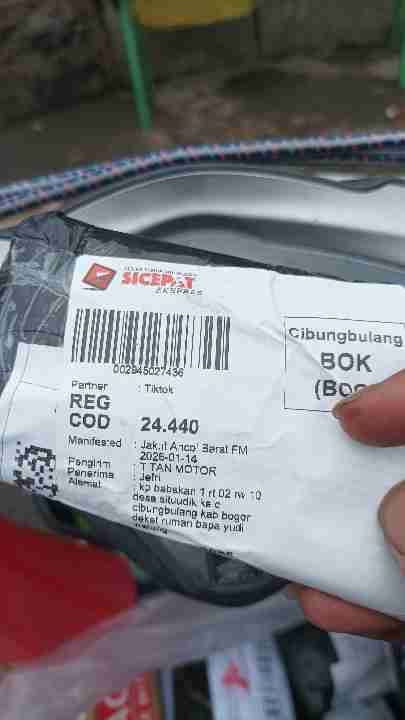 SICEPAT
EKSPRES
002945027436
Cibungbulang
BOK
(Bog
Partner : Tiktok
REG
COD 24.440
Manifested : Jakut Ancol Barat FM
2026-01-14
Pengirim : T TAN MOTOR
Penerima : Jefri
Alamat : kp babakan 1 rt 02 rw 10
desa situudik kec
cibungbulang kab bogor
deket rumah bapa yudi